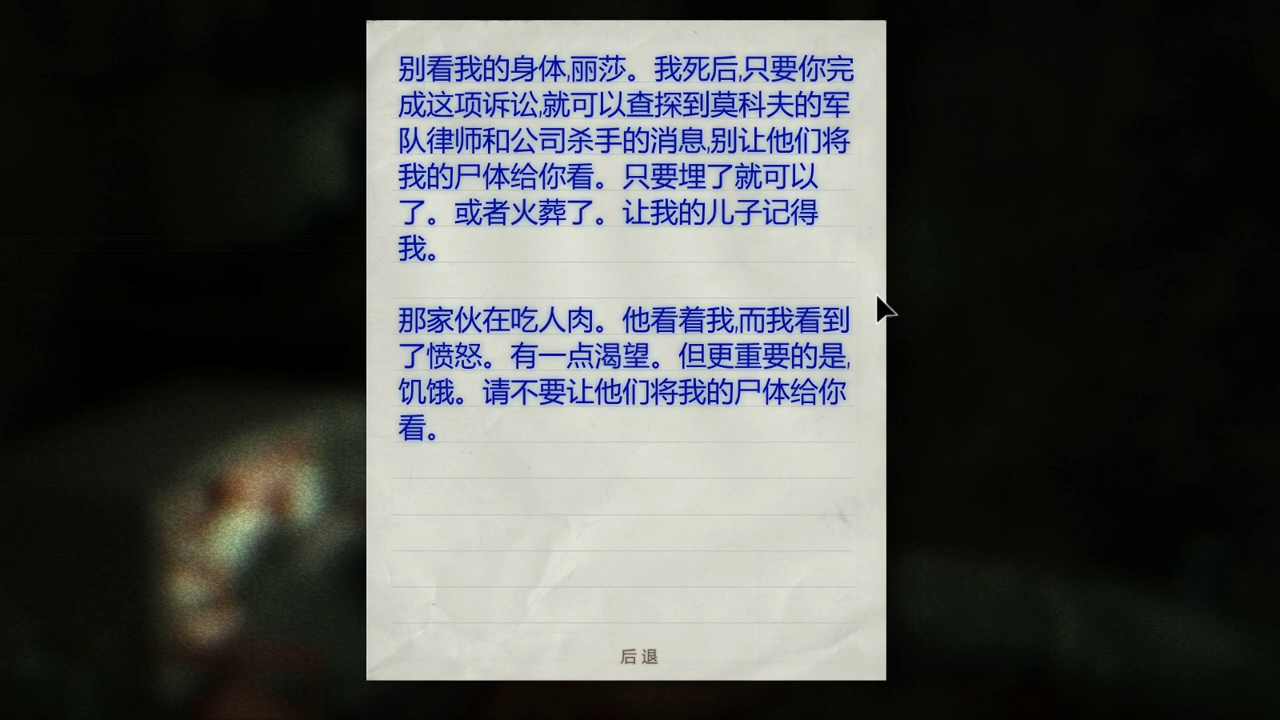 别看我的身体,丽莎。我死后,只要你完
成这项诉讼,就可以查探到莫科夫的军
队律师和公司杀手的消息,别让他们将
我的尸体给你看。只要埋了就可以
了。或者火葬了。让我的儿子记得
我。
那家伙在吃人肉。他看着我,而我看到
了愤怒。有一点渴望。但更重要的是,
饥饿。请不要让他们将我的尸体给你
看。
后退